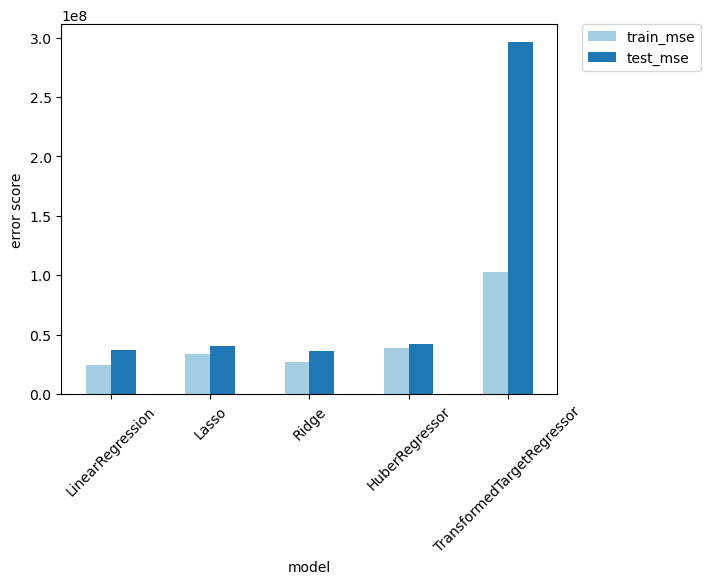 1e8
train_mse
test_mse
3.0
2.5
2.0
1.5
1.0
0.5
0.0
error score
LinearRegression
Lasso
Ridge
HuberRegressor
TransformedTargetRegressor
model